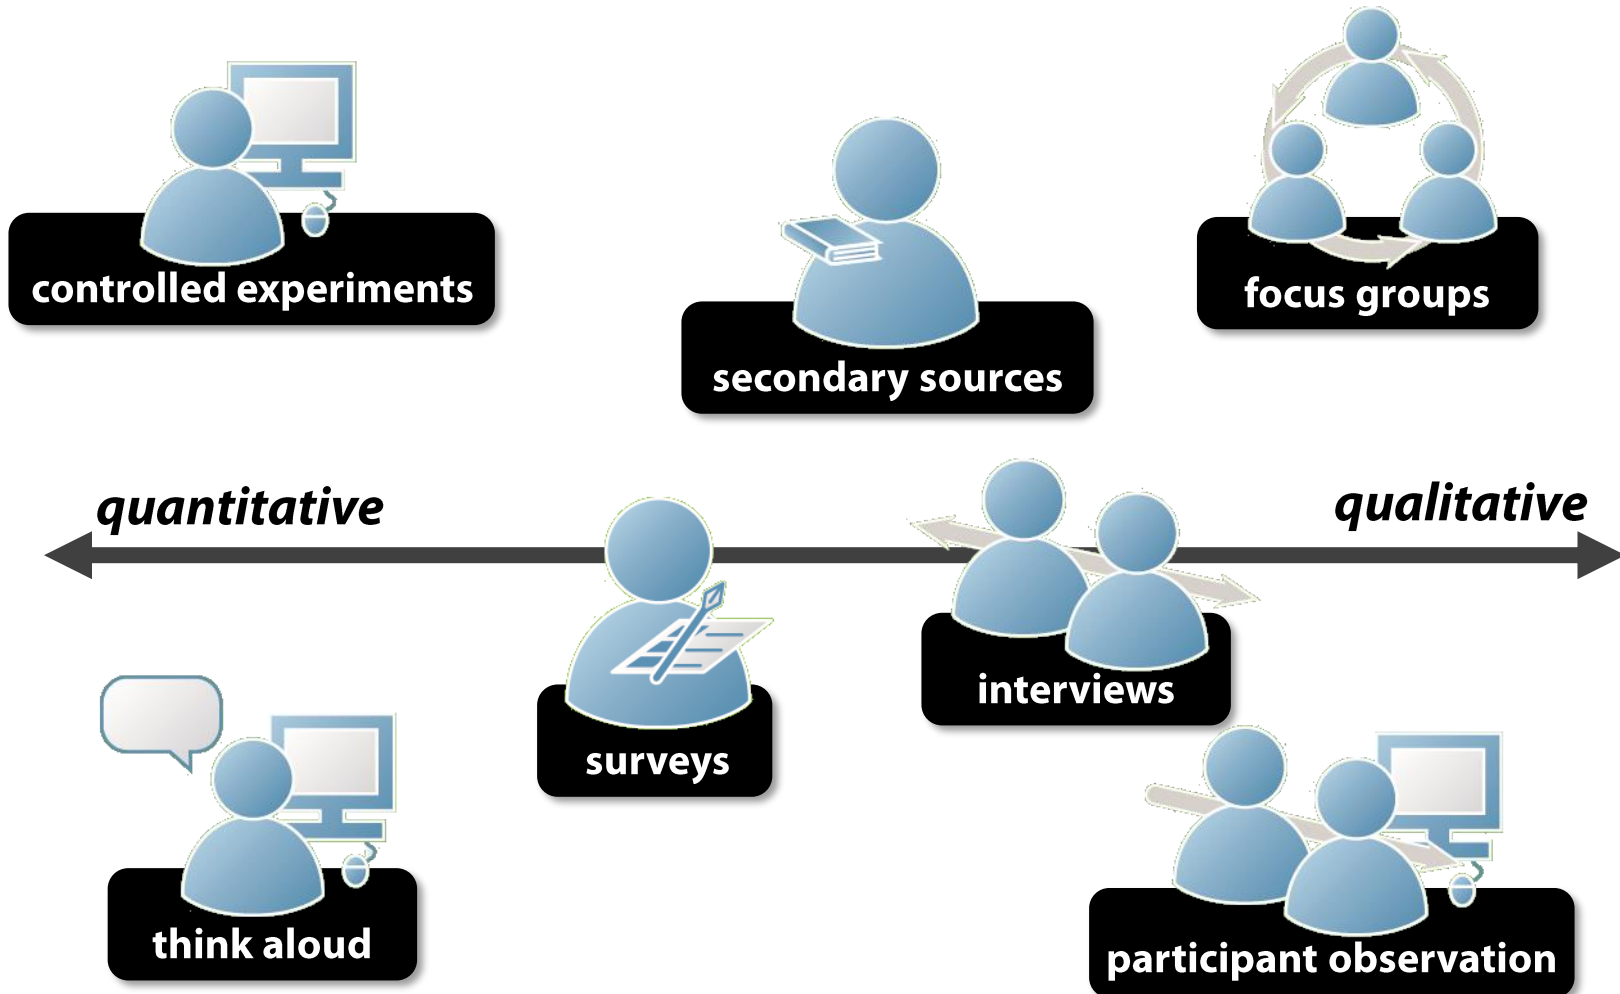 controlled experiments
secondary sources
focus groups
quantitative
qualitative
surveys
interviews
think aloud
participant observation